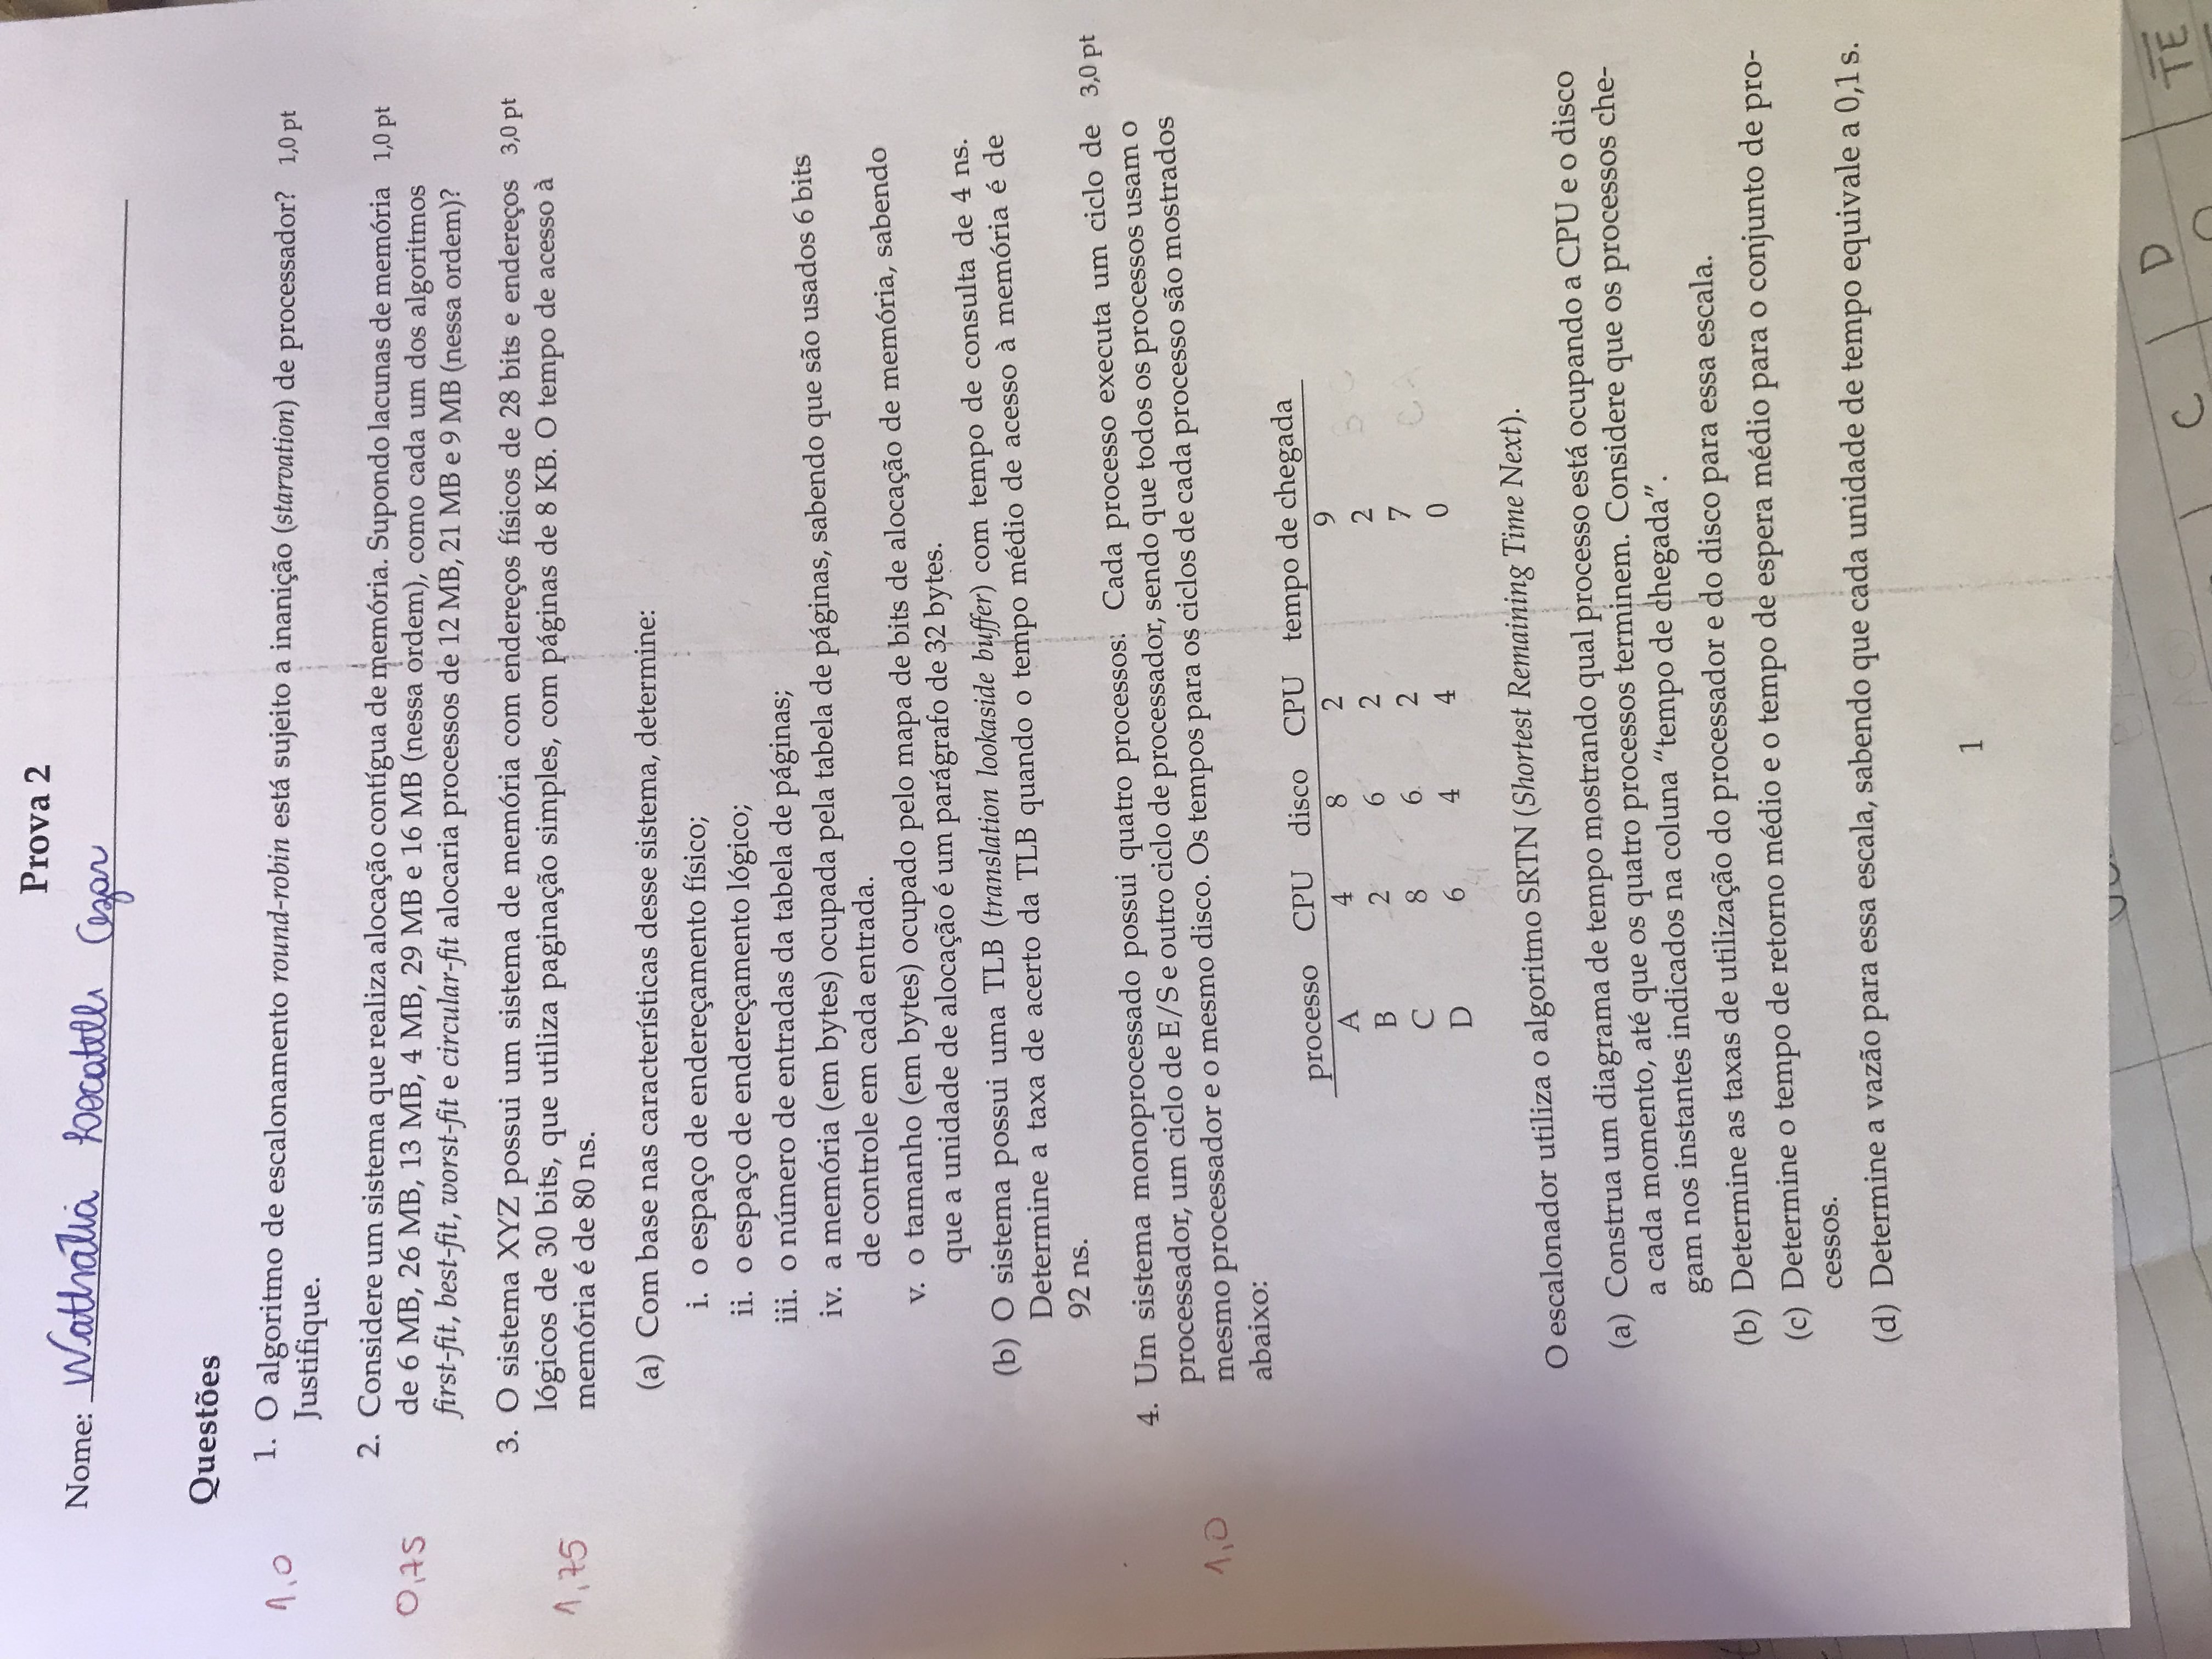 Prova 2
Nome: Wathália Locatelli Cezar
Questões
1,0
1. O algoritmo de escalonamento round-robin está sujeito a inanição (starvation) de processador? 1,0 pt
Justifique.
2. Considere um sistema que realiza alocação contígua de memória. Supondo lacunas de memória 1,0 pt
0,75
de 6 MB, 26 MB, 13 MB, 4 MB, 29 MB e 16 MB (nessa ordem), como cada um dos algoritmos
first-fit, best-fit, worst-fit e circular-fit alocaria processos de 12 MB, 21 MB e 9 MB (nessa ordem)?
3. O sistema XYZ possui um sistema de memória com endereços físicos de 28 bits e endereços 3,0 pt
1,75
lógicos de 30 bits, que utiliza paginação simples, com páginas de 8 KB. O tempo de acesso à
memória é de 80 ns.
(a) Com base nas características desse sistema, determine:
i. o espaço de endereçamento físico;
ii. o espaço de endereçamento lógico;
iii. o número de entradas da tabela de páginas;
iv. a memória (em bytes) ocupada pela tabela de páginas, sabendo que são usados 6 bits
de controle em cada entrada.
v. o tamanho (em bytes) ocupado pelo mapa de bits de alocação de memória, sabendo
que a unidade de alocação é um parágrafo de 32 bytes.
(b) O sistema possui uma TLB (translation lookaside buffer) com tempo de consulta de 4 ns.
Determine a taxa de acerto da TLB quando o tempo médio de acesso à memória é de
92 ns.
4. Um sistema monoprocessado possui quatro processos. Cada processo executa um ciclo de 3,0 pt
processador, um ciclo de E/S e outro ciclo de processador, sendo que todos os processos usam o
1,0
mesmo processador e o mesmo disco. Os tempos para os ciclos de cada processo são mostrados
abaixo:
processo CPU disco CPU tempo de chegada
A 4 8 2 9
B 2 6 2 2
C 8 6 2 7
D 6 4 4 0
O escalonador utiliza o algoritmo SRTN (Shortest Remaining Time Next).
(a) Construa um diagrama de tempo mostrando qual processo está ocupando a CPU e o disco
a cada momento, até que os quatro processos terminem. Considere que os processos che-
gam nos instantes indicados na coluna “tempo de chegada”.
(b) Determine as taxas de utilização do processador e do disco para essa escala.
(c) Determine o tempo de retorno médio e o tempo de espera médio para o conjunto de pro-
cessos.
(d) Determine a vazão para essa escala, sabendo que cada unidade de tempo equivale a 0,1 s.
1
C D TE